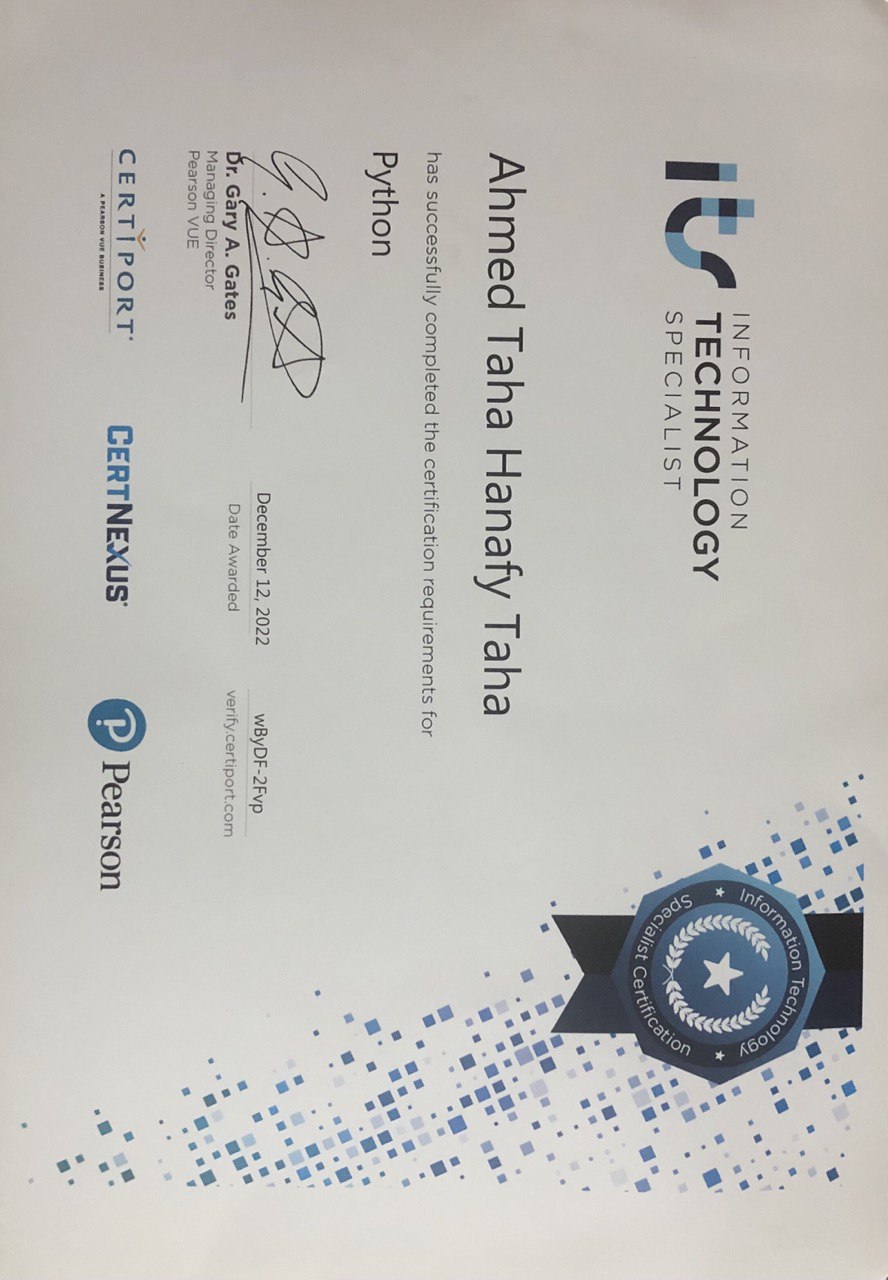 its
INFORMATION
TECHNOLOGY
SPECIALIST
Information Technology
Specialist Certification
Ahmed Taha Hanafy Taha
has successfully completed the certification requirements for
Python
Dr. Gary A. Gates
Managing Director
Pearson VUE
December 12, 2022
Date Awarded
wByDF-2Fvp
verify.certiport.com
CERTIPORT
A PEARSON VUE BUSINESS
CERTNEXUS
P Pearson